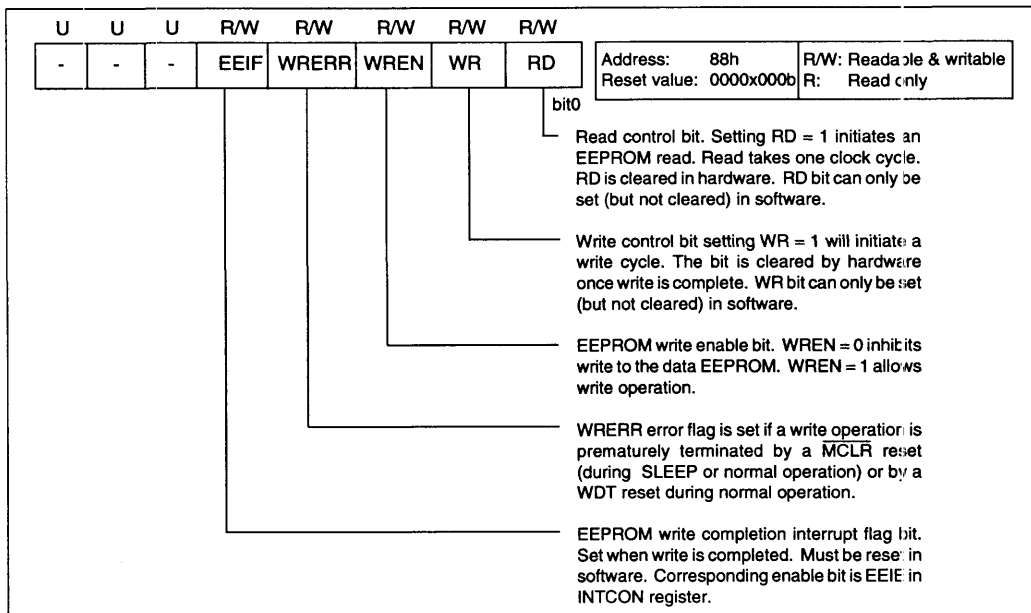 U U U R/W R/W R/W R/W R/W
- - - EEIF WRERR WREN WR RD
bit0
Address: 88h
Reset value: 0000x000b
R/W: Readable & writable
R: Read only
Read control bit. Setting RD = 1 initiates an
EEPROM read. Read takes one clock cycle.
RD is cleared in hardware. RD bit can only be
set (but not cleared) in software.
Write control bit setting WR = 1 will initiate a
write cycle. The bit is cleared by hardware
once write is complete. WR bit can only be set
(but not cleared) in software.
EEPROM write enable bit. WREN = 0 inhibits
write to the data EEPROM. WREN = 1 allows
write operation.
WRERR error flag is set if a write operation is
prematurely terminated by a MCLR reset
(during SLEEP or normal operation) or by a
WDT reset during normal operation.
EEPROM write completion interrupt flag bit.
Set when write is completed. Must be reset in
software. Corresponding enable bit is EEIE in
INTCON register.